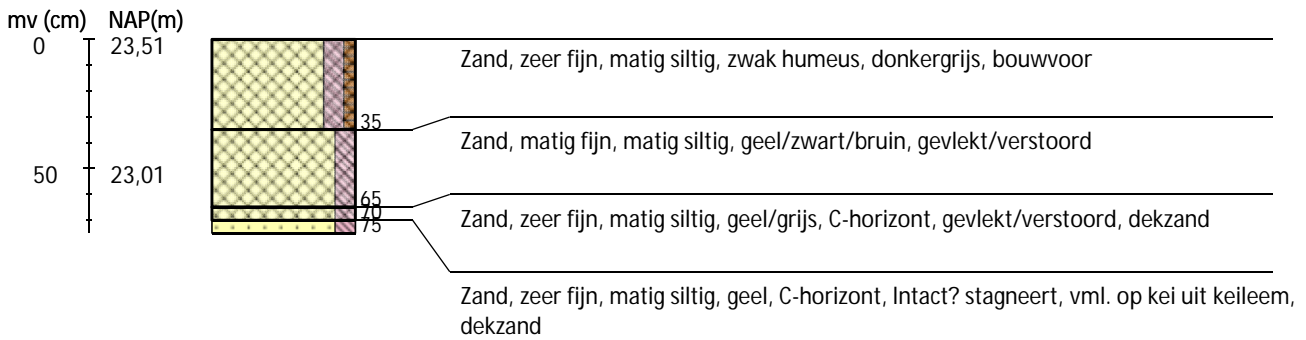 mv (cm) NAP(m)
0 23,51
Zand, zeer fijn, matig siltig, zwak humeus, donkergrijs, bouwvoor
35
Zand, matig fijn, matig siltig, geel/zwart/bruin, gevlekt/verstoord
50 23,01
65
70
Zand, zeer fijn, matig siltig, geel/grijs, C-horizont, gevlekt/verstoord, dekzand
75
Zand, zeer fijn, matig siltig, geel, C-horizont, Intact? stagneert, vml. op kei uit keileem,
dekzand